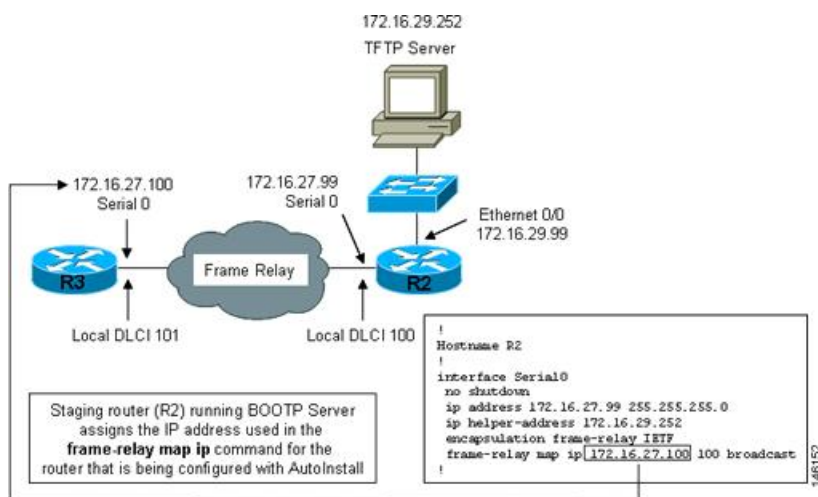 172.16.29.252
TFTP Server
172.16.27.100
Serial 0
172.16.27.99
Serial 0
Ethernet 0/0
172.16.29.99
R3
Frame Relay
R2
Local DLCI 101
Local DLCI 100
Staging router (R2) running BOOTP Server
assigns the IP address used in the
frame-relay map ip command for the
router that is being configured with AutoInstall
!
Hostname R2
!
interface Serial0
no shutdown
ip address 172.16.27.99 255.255.255.0
ip helper-address 172.16.29.252
encapsulation frame-relay IETF
frame-relay map ip 172.16.27.100 100 broadcast
!
146152